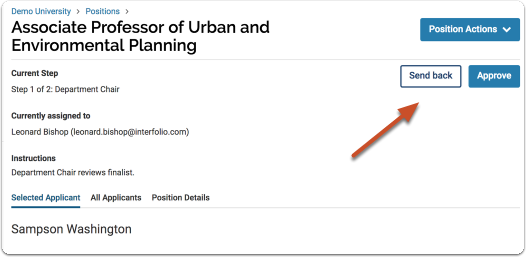 Demo University > Positions >
Associate Professor of Urban and
Environmental Planning
Position Actions
Current Step
Send back
Approve
Step 1 of 2: Department Chair
Currently assigned to
Leonard Bishop (leonard.bishop@interfolio.com)
Instructions
Department Chair reviews finalist.
Selected Applicant All Applicants Position Details
Sampson Washington